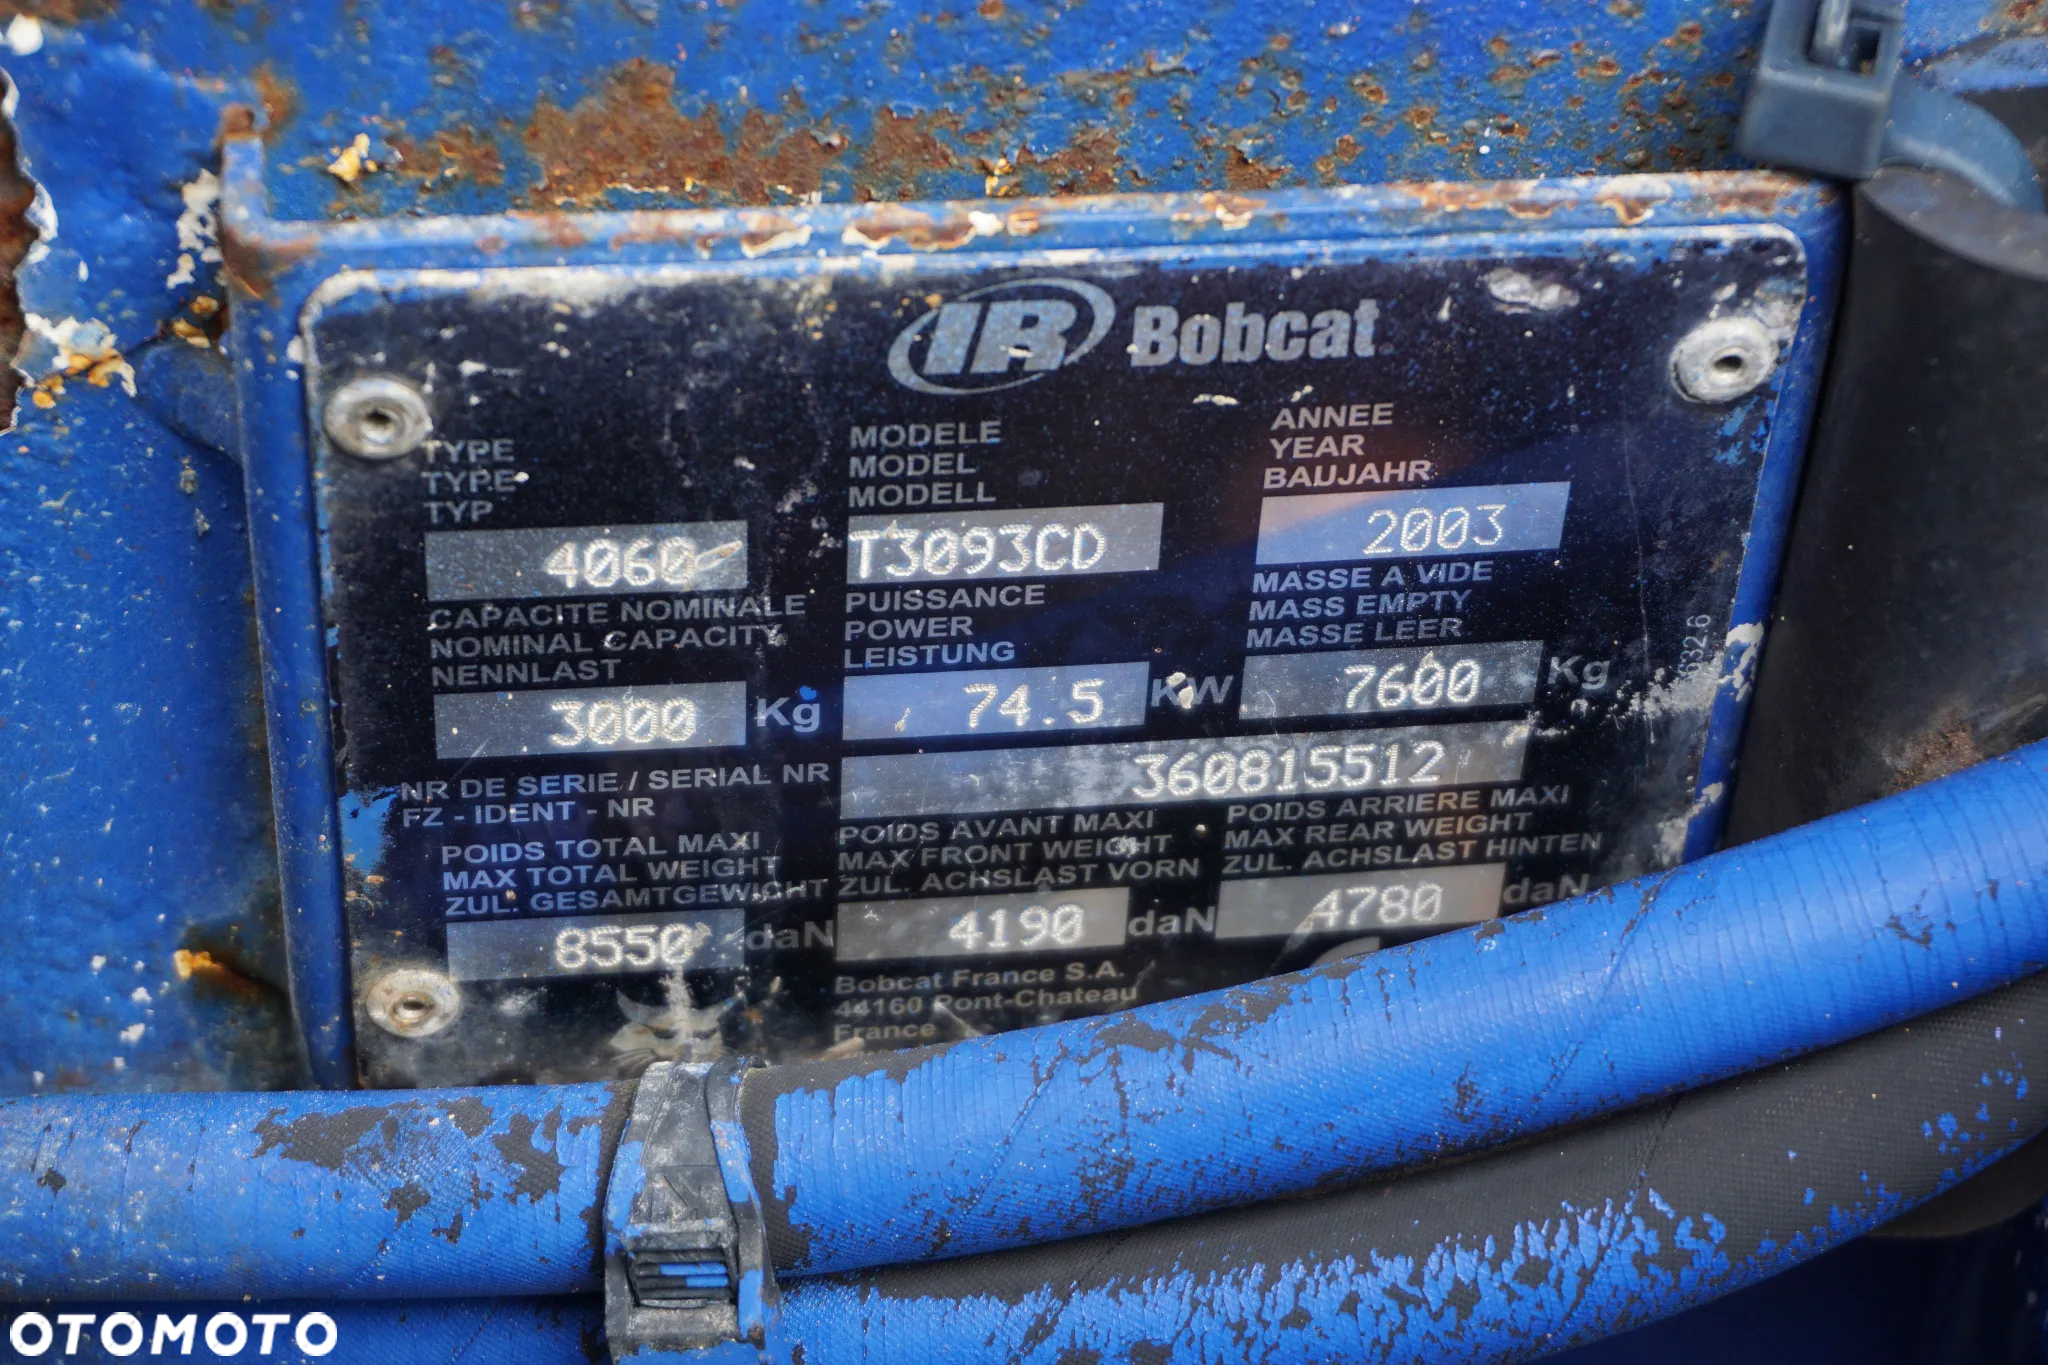 IR Bobcat
TYPE
TYPE
TYP
4060
MODELE
MODEL
MODELL
T3093CD
ANNEE
YEAR
BAUJAHR
2003
CAPACITE NOMINALE
NOMINAL CAPACITY
NENNLAST
3000 Kg
PUISSANCE
POWER
LEISTUNG
74.5 KW
MASSE A VIDE
MASS EMPTY
MASSE LEER
7600 Kg
NR DE SERIE / SERIAL NR
FZ - IDENT - NR
360815512
POIDS TOTAL MAXI
MAX TOTAL WEIGHT
ZUL. GESAMTGEWICHT
8550 daN
POIDS AVANT MAXI
MAX FRONT WEIGHT
ZUL. ACHSLAST VORN
4190 daN
POIDS ARRIERE MAXI
MAX REAR WEIGHT
ZUL. ACHSLAST HINTEN
4780 daN
Bobcat France S.A.
44160 Pont-Chateau
France
OTOMOTO